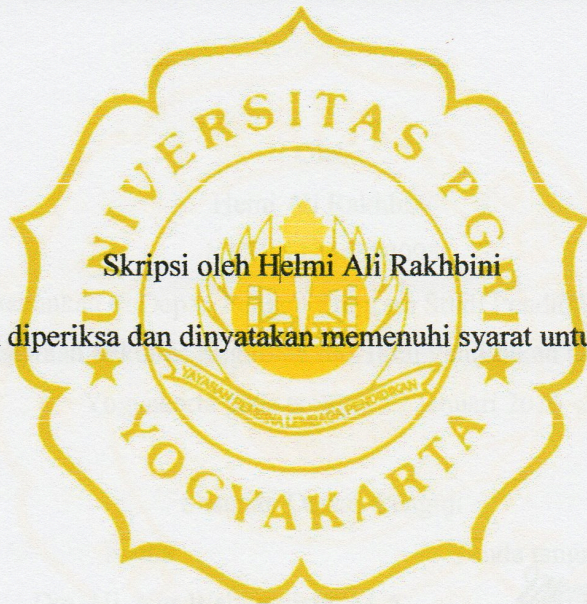 UNIVERSITAS PGRI
Skripsi oleh Helmi Ali Rakhbini
diperiksa dan dinyatakan memenuhi syarat untu
YAYASAN PEMBINA LEMBAGA PENDIDIKAN
YOGYAKARTA